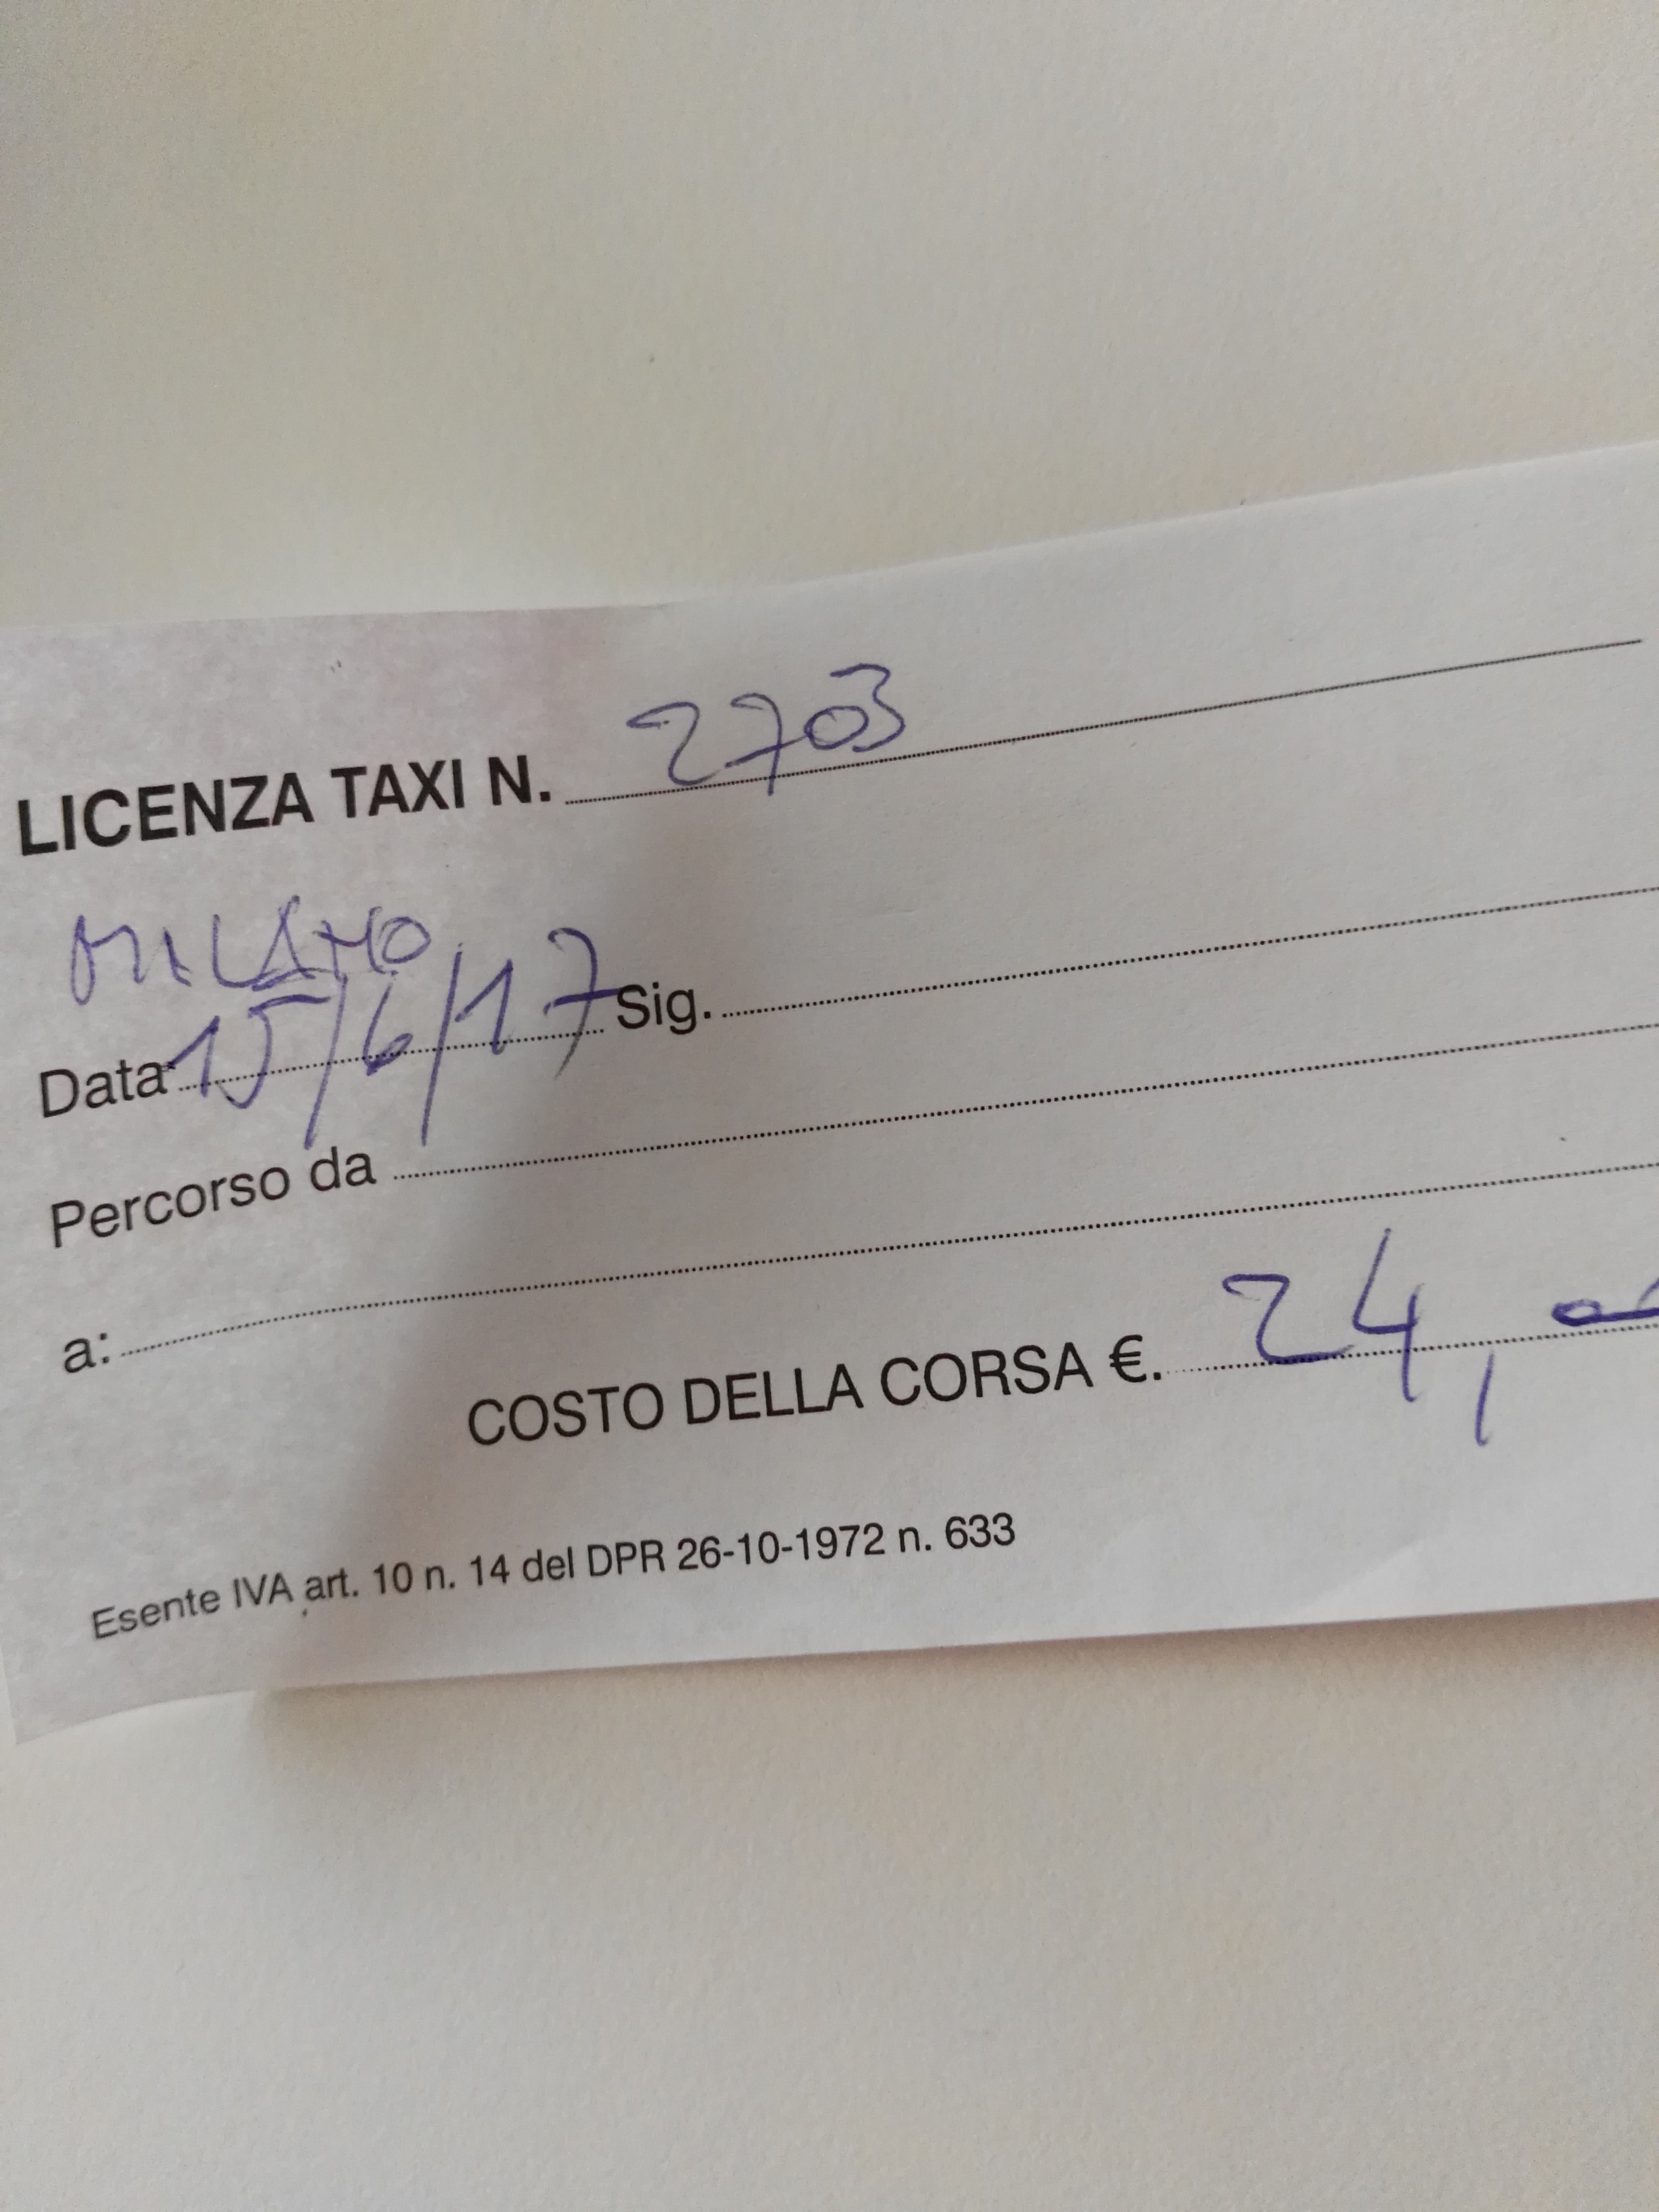 LICENZA TAXI N. 2703
MILANO
Data 15/6/17 Sig.
Percorso da
a:
COSTO DELLA CORSA €. 24,
Esente IVA art. 10 n. 14 del DPR 26-10-1972 n. 633